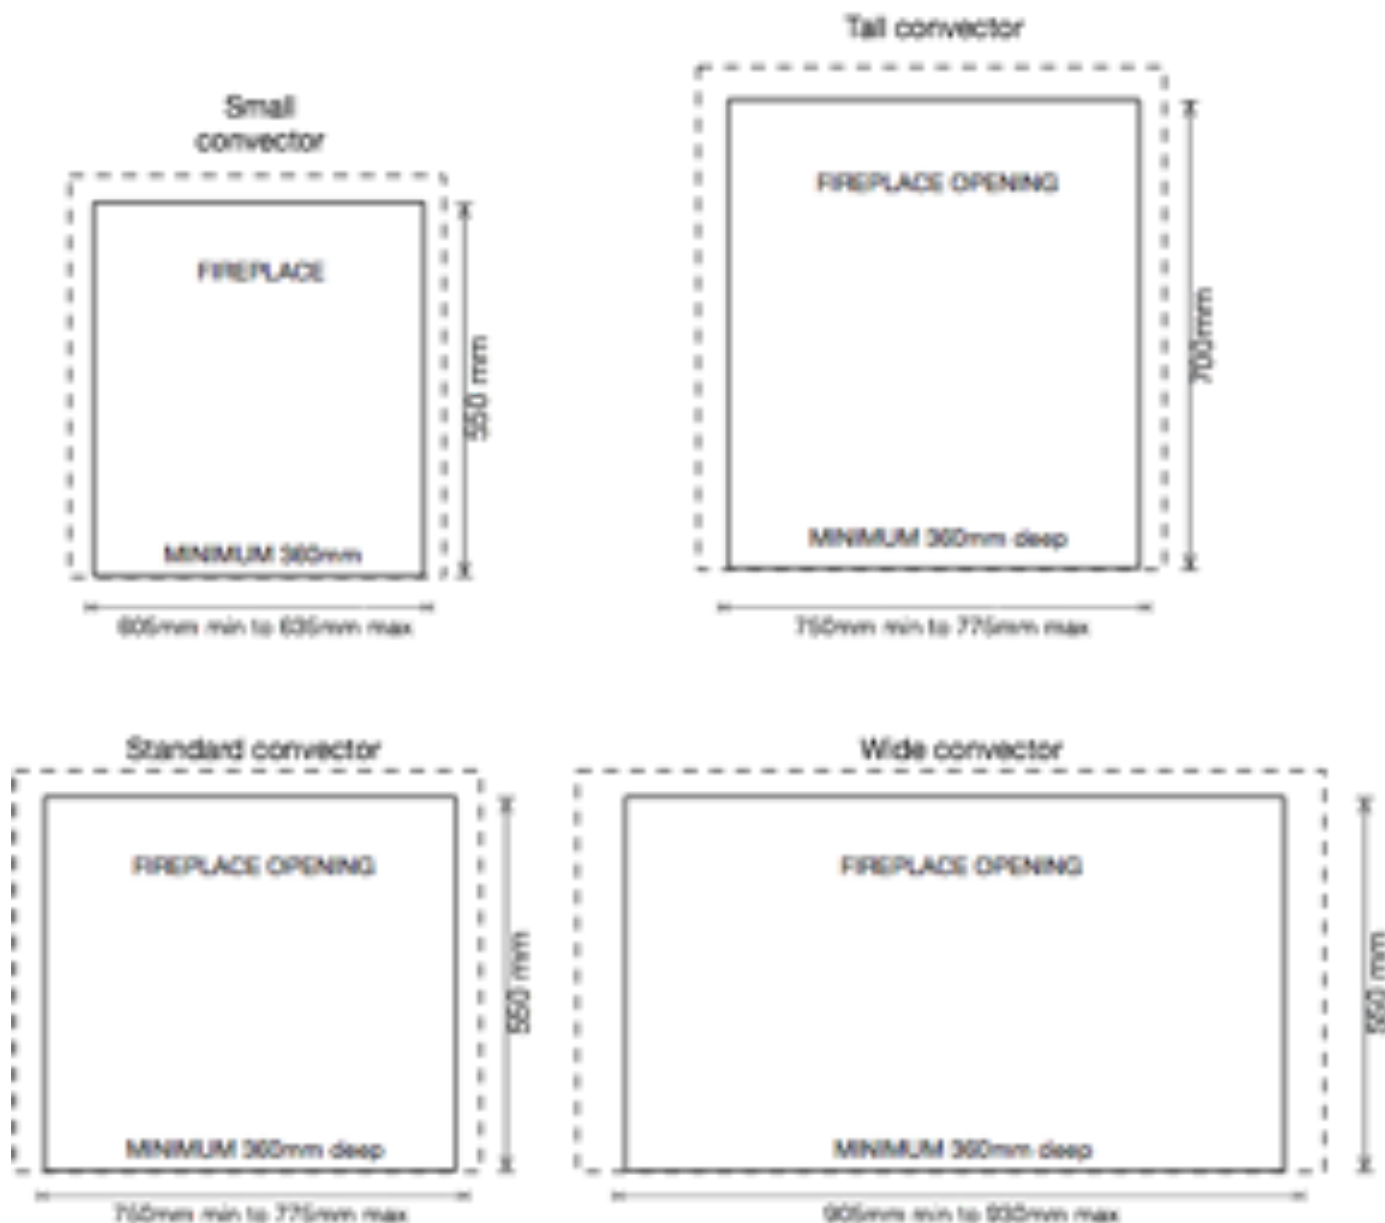 Tall convector
Small
convector
FIREPLACE OPENING
FIREPLACE
700mm
550 mm
MINIMUM 360mm deep
MINIMUM 360mm
605mm min to 635mm max
750mm min to 775mm max
Standard convector
Wide convector
FIREPLACE OPENING
FIREPLACE OPENING
550 mm
550 mm
MINIMUM 360mm deep
MINIMUM 360mm deep
750mm min to 775mm max
905mm min to 930mm max